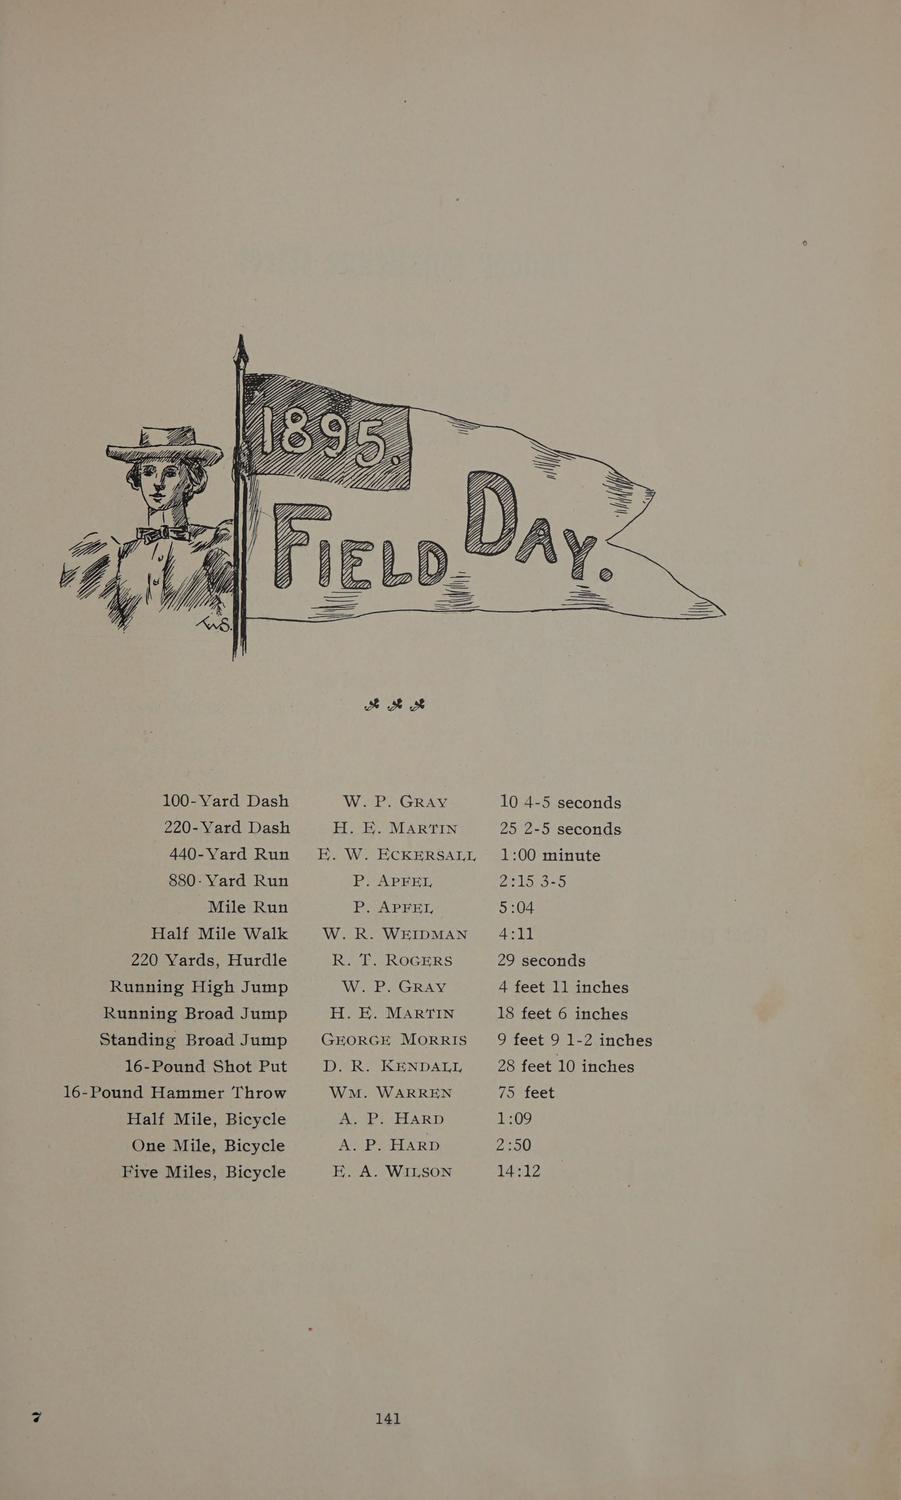 1895.
FIELD DAY.
TWS.
100-Yard Dash W. P. GRAY 10 4-5 seconds
220-Yard Dash H. E. MARTIN 25 2-5 seconds
440-Yard Run E. W. ECKERSALL 1:00 minute
880-Yard Run P. APFEL 2:15 3-5
Mile Run P. APFEL 5:04
Half Mile Walk W. R. WEIDMAN 4:11
220 Yards, Hurdle R. T. ROGERS 29 seconds
Running High Jump W. P. GRAY 4 feet 11 inches
Running Broad Jump H. E. MARTIN 18 feet 6 inches
Standing Broad Jump GEORGE MORRIS 9 feet 9 1-2 inches
16-Pound Shot Put D. R. KENDALL 28 feet 10 inches
16-Pound Hammer Throw WM. WARREN 75 feet
Half Mile, Bicycle A. P. HARD 1:09
One Mile, Bicycle A. P. HARD 2:50
Five Miles, Bicycle E. A. WILSON 14:12
141